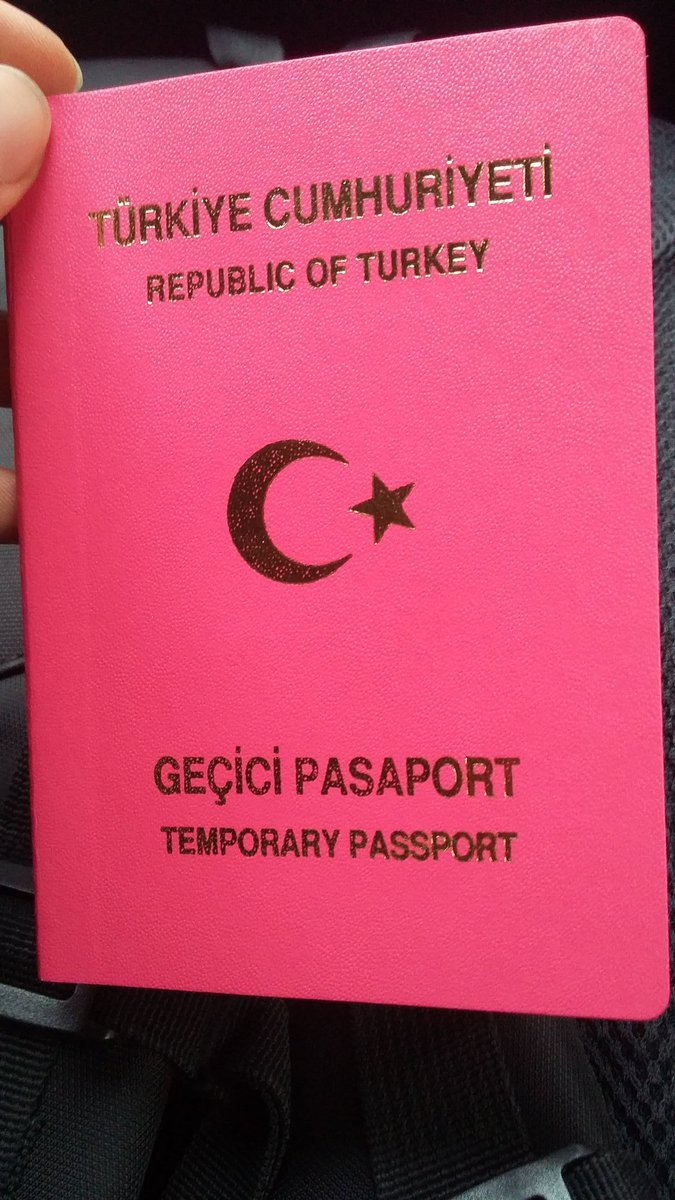 TÜRKİYE CUMHURİYETİ
REPUBLIC OF TURKEY
GEÇİCİ PASAPORT
TEMPORARY PASSPORT